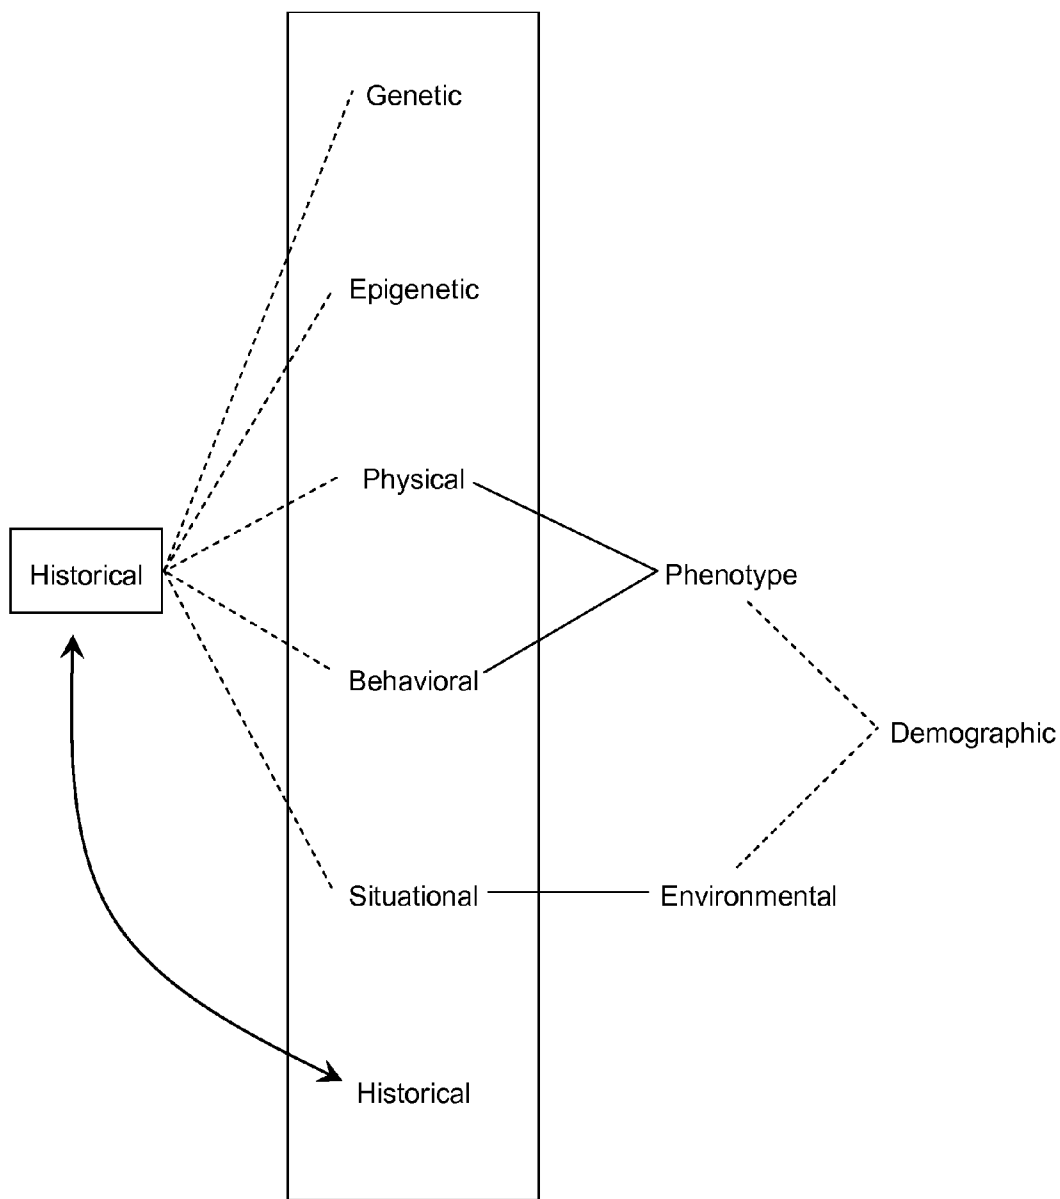 Genetic
Epigenetic
Physical
Historical
Phenotype
Behavioral
Demographic
Situational
Environmental
Historical